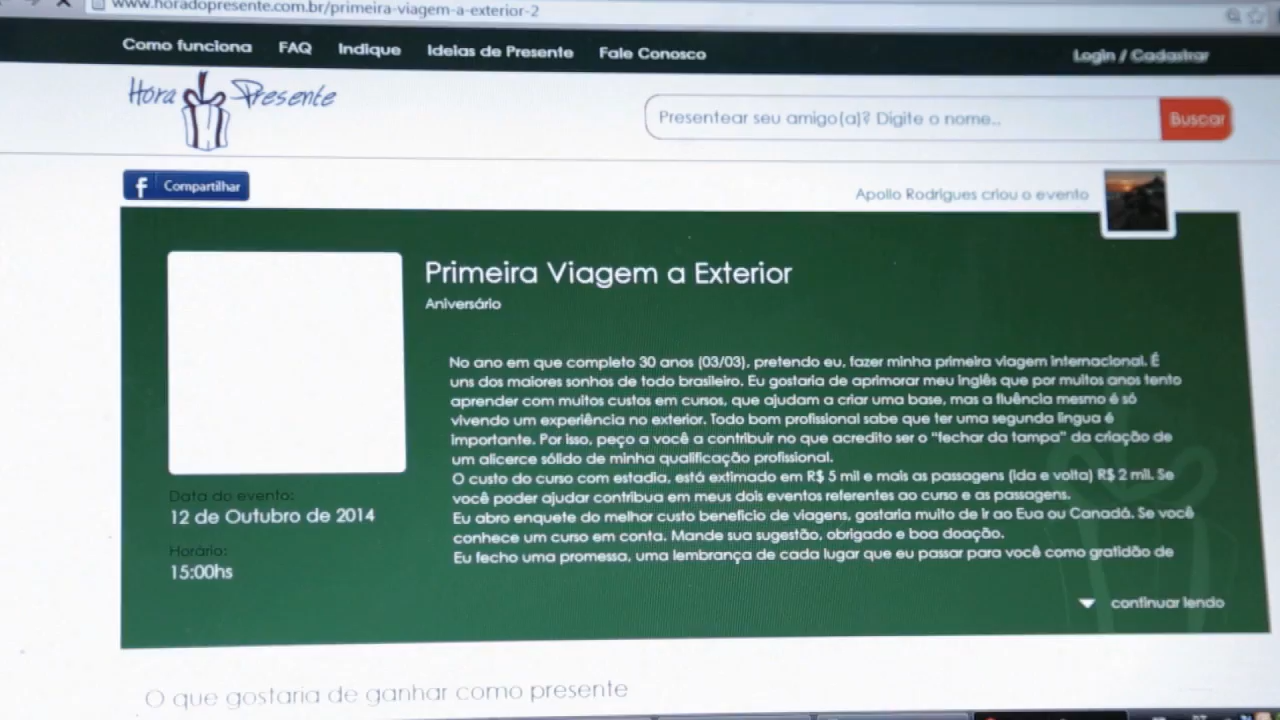 www.horadopresente.com.br/primeira-viagem-a-exterior-2
Como funciona FAQ Indique Ideias de Presente Fale Conosco Login / Cadastrar
Hora Presente
Presentear seu amigo(a)? Digite o nome... Buscar
f Compartilhar
Apollo Rodrigues criou o evento
Primeira Viagem a Exterior
Aniversário
No ano em que completo 30 anos (03/03), pretendo eu, fazer minha primeira viagem internacional. É
uns dos maiores sonhos de todo brasileiro. Eu gostaria de aprimorar meu inglês que por muitos anos tento
aprender com muitos custos em cursos, que ajudam a criar uma base, mas a fluência mesmo é só
vivendo um experiência no exterior. Todo bom profissional sabe que ter uma segunda língua é
importante. Por isso, peço a você a contribuir no que acredito ser o "fechar da tampa" da criação de
um alicerce sólido de minha qualificação profissional.
O custo do curso com estadia, está extimado em R$ 5 mil e mais as passagens (ida e volta) R$ 2 mil. Se
você poder ajudar contribua em meus dois eventos referentes ao curso e as passagens.
Eu abro enquete do melhor custo beneficio de viagens, gostaria muito de ir ao Eua ou Canadá. Se você
conhece um curso em conta. Mande sua sugestão, obrigado e boa doação.
Eu fecho uma promessa, uma lembrança de cada lugar que eu passar para você como gratidão de
continuar lendo
Data do evento:
12 de Outubro de 2014
Horário:
15:00hs
O que gostaria de ganhar como presente